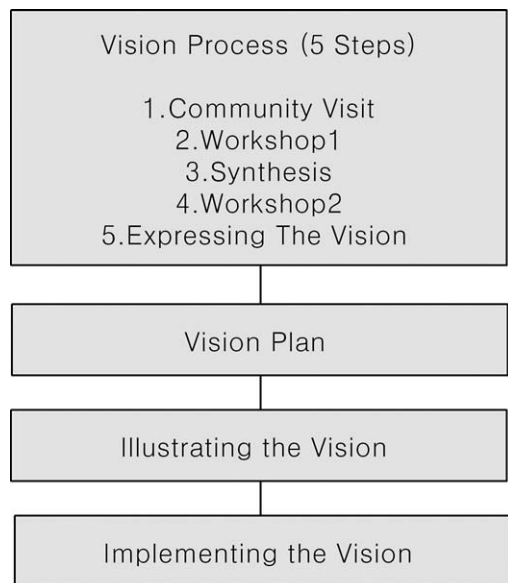 Vision Process (5 Steps)
1.Community Visit
2.Workshop1
3.Synthesis
4.Workshop2
5.Expressing The Vision
Vision Plan
Illustrating the Vision
Implementing the Vision